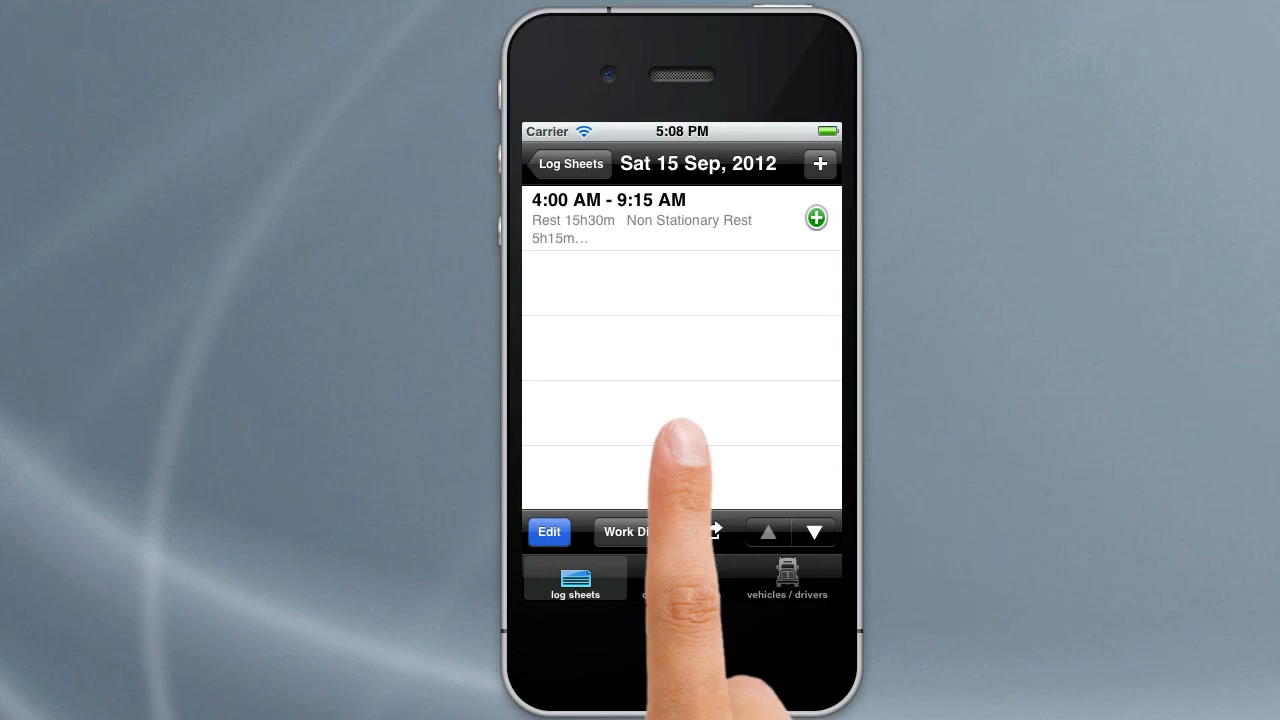 Carrier 5:08 PM
Log Sheets Sat 15 Sep, 2012 +
4:00 AM - 9:15 AM
Rest 15h30m Non Stationary Rest
5h15m…
Edit Work
log sheets vehicles / drivers